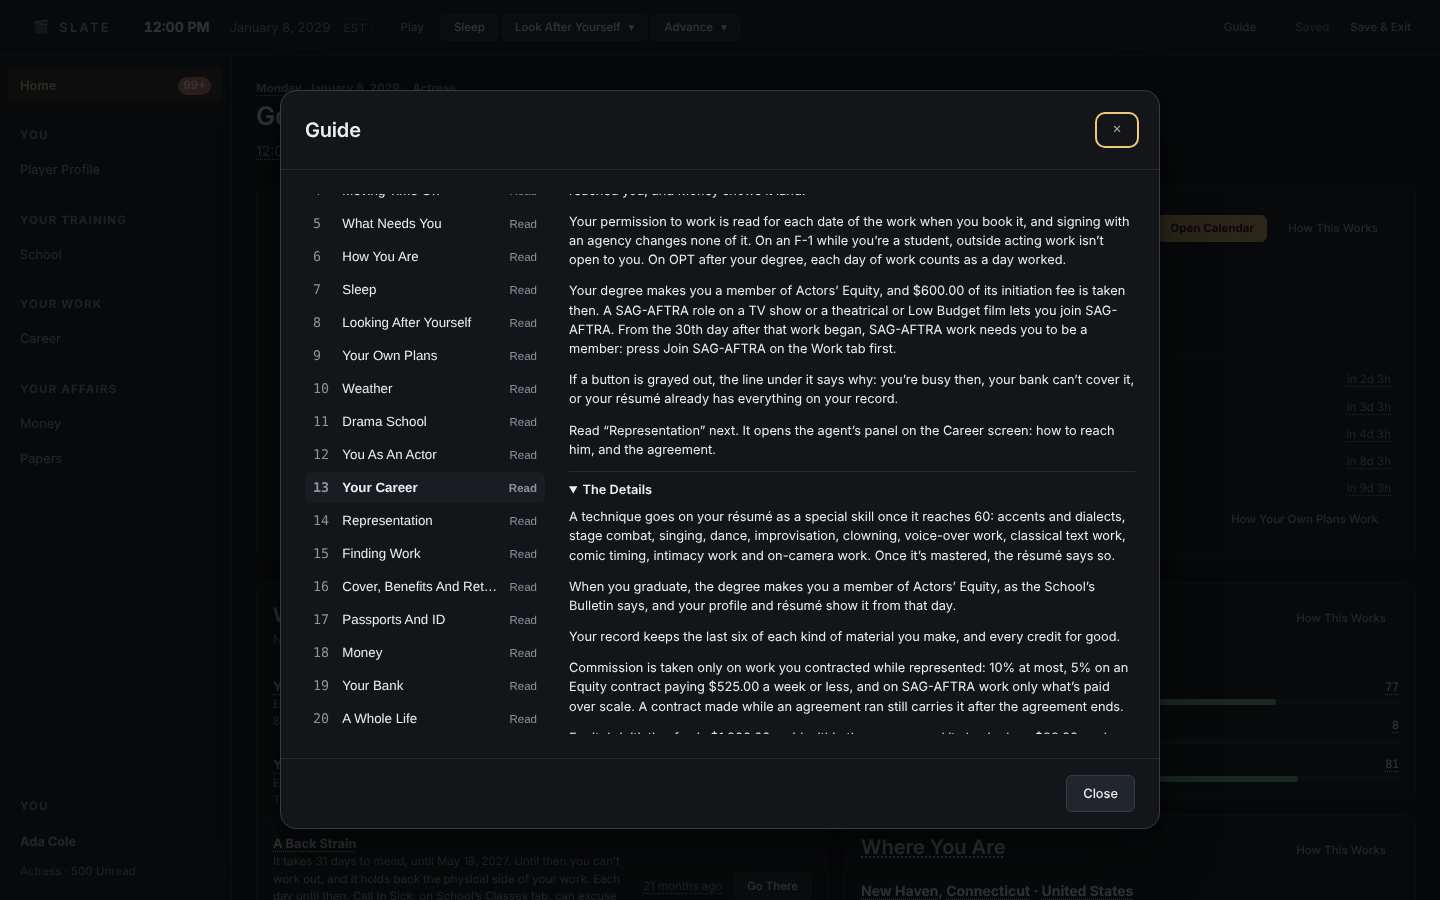 SLATE
12:00 PM
January 8, 2029
EST
Play
Sleep
Look After Yourself ▾
Advance ▾
Guide
Saved
Save & Exit
Home
99+
YOU
Player Profile
YOUR TRAINING
School
YOUR WORK
Career
YOUR AFFAIRS
Money
Papers
YOU
Ada Cole
Actress · 500 Unread
Monday, January 8, 2029 · Actress
Guide
×
5 What Needs You Read
6 How You Are Read
7 Sleep Read
8 Looking After Yourself Read
9 Your Own Plans Read
10 Weather Read
11 Drama School Read
12 You As An Actor Read
13 Your Career Read
14 Representation Read
15 Finding Work Read
16 Cover, Benefits And Ret… Read
17 Passports And ID Read
18 Money Read
19 Your Bank Read
20 A Whole Life Read
Your permission to work is read for each date of the work when you book it, and signing with
an agency changes none of it. On an F-1 while you’re a student, outside acting work isn’t
open to you. On OPT after your degree, each day of work counts as a day worked.
Your degree makes you a member of Actors’ Equity, and $600.00 of its initiation fee is taken
then. A SAG-AFTRA role on a TV show or a theatrical or Low Budget film lets you join SAG-
AFTRA. From the 30th day after that work began, SAG-AFTRA work needs you to be a
member: press Join SAG-AFTRA on the Work tab first.
If a button is grayed out, the line under it says why: you’re busy then, your bank can’t cover it,
or your résumé already has everything on your record.
Read “Representation” next. It opens the agent’s panel on the Career screen: how to reach
him, and the agreement.
▼ The Details
A technique goes on your résumé as a special skill once it reaches 60: accents and dialects,
stage combat, singing, dance, improvisation, clowning, voice-over work, classical text work,
comic timing, intimacy work and on-camera work. Once it’s mastered, the résumé says so.
When you graduate, the degree makes you a member of Actors’ Equity, as the School’s
Bulletin says, and your profile and résumé show it from that day.
Your record keeps the last six of each kind of material you make, and every credit for good.
Commission is taken only on work you contracted while represented: 10% at most, 5% on an
Equity contract paying $525.00 a week or less, and on SAG-AFTRA work only what’s paid
over scale. A contract made while an agreement ran still carries it after the agreement ends.
Close
Open Calendar
How This Works
in 2d 3h
in 3d 3h
in 4d 3h
in 8d 3h
in 9d 3h
How Your Own Plans Work
How This Works
77
8
81
A Back Strain
It takes 31 days to mend, until May 18, 2027. Until then you can’t
work out, and it holds back the physical side of your work. Each
day until then, Call In Sick, on School’s Classes tab, can excuse
21 months ago
Go There
Where You Are
How This Works
New Haven, Connecticut · United States